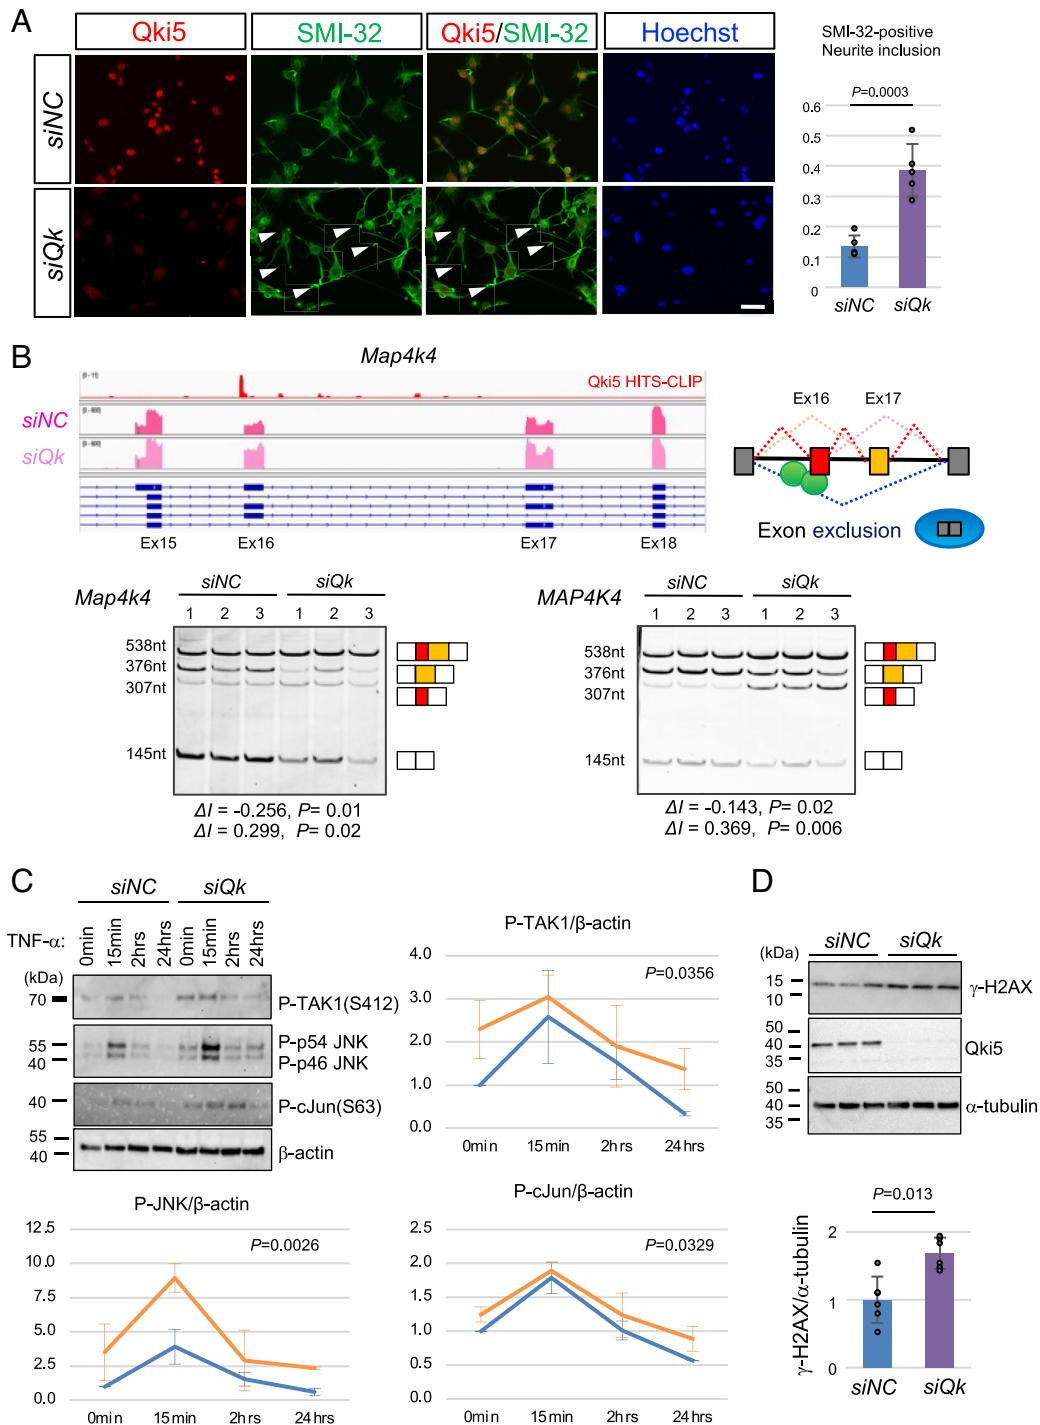 A
Qki5
SMI-32
Qki5/SMI-32
Hoechst
siNC
siQk
SMI-32-positive
Neurite inclusion
P=0.0003
0.6
0.5
0.4
0.3
0.2
0.1
0
siNC
siQk
B
Map4k4
[0 - 11]
Qki5 HITS-CLIP
siNC
[0 - 600]
siQk
[0 - 600]
Ex15
Ex16
Ex17
Ex18
Ex16
Ex17
Exon exclusion
Map4k4
siNC
siQk
1 2 3 1 2 3
538nt
376nt
307nt
145nt
ΔI = -0.256, P= 0.01
ΔI = 0.299, P= 0.02
MAP4K4
siNC
siQk
1 2 3 1 2 3
538nt
376nt
307nt
145nt
ΔI = -0.143, P= 0.02
ΔI = 0.369, P= 0.006
C
siNC
siQk
TNF-α:
0min 15min 2hrs 24hrs 0min 15min 2hrs 24hrs
(kDa)
70
P-TAK1(S412)
55
40
P-p54 JNK
P-p46 JNK
40
P-cJun(S63)
55
40
β-actin
P-TAK1/β-actin
P=0.0356
4.0
3.0
2.0
1.0
0.0
0min 15min 2hrs 24hrs
P-JNK/β-actin
P=0.0026
12.5
10.0
7.5
5.0
2.5
0.0
0min 15min 2hrs 24hrs
P-cJun/β-actin
P=0.0329
2.5
2.0
1.5
1.0
0.5
0.0
0min 15min 2hrs 24hrs
D
siNC
siQk
(kDa)
15
10
γ-H2AX
50
40
35
Qki5
50
40
35
α-tubulin
P=0.013
γ-H2AX/α-tubulin
2
1
0
siNC
siQk